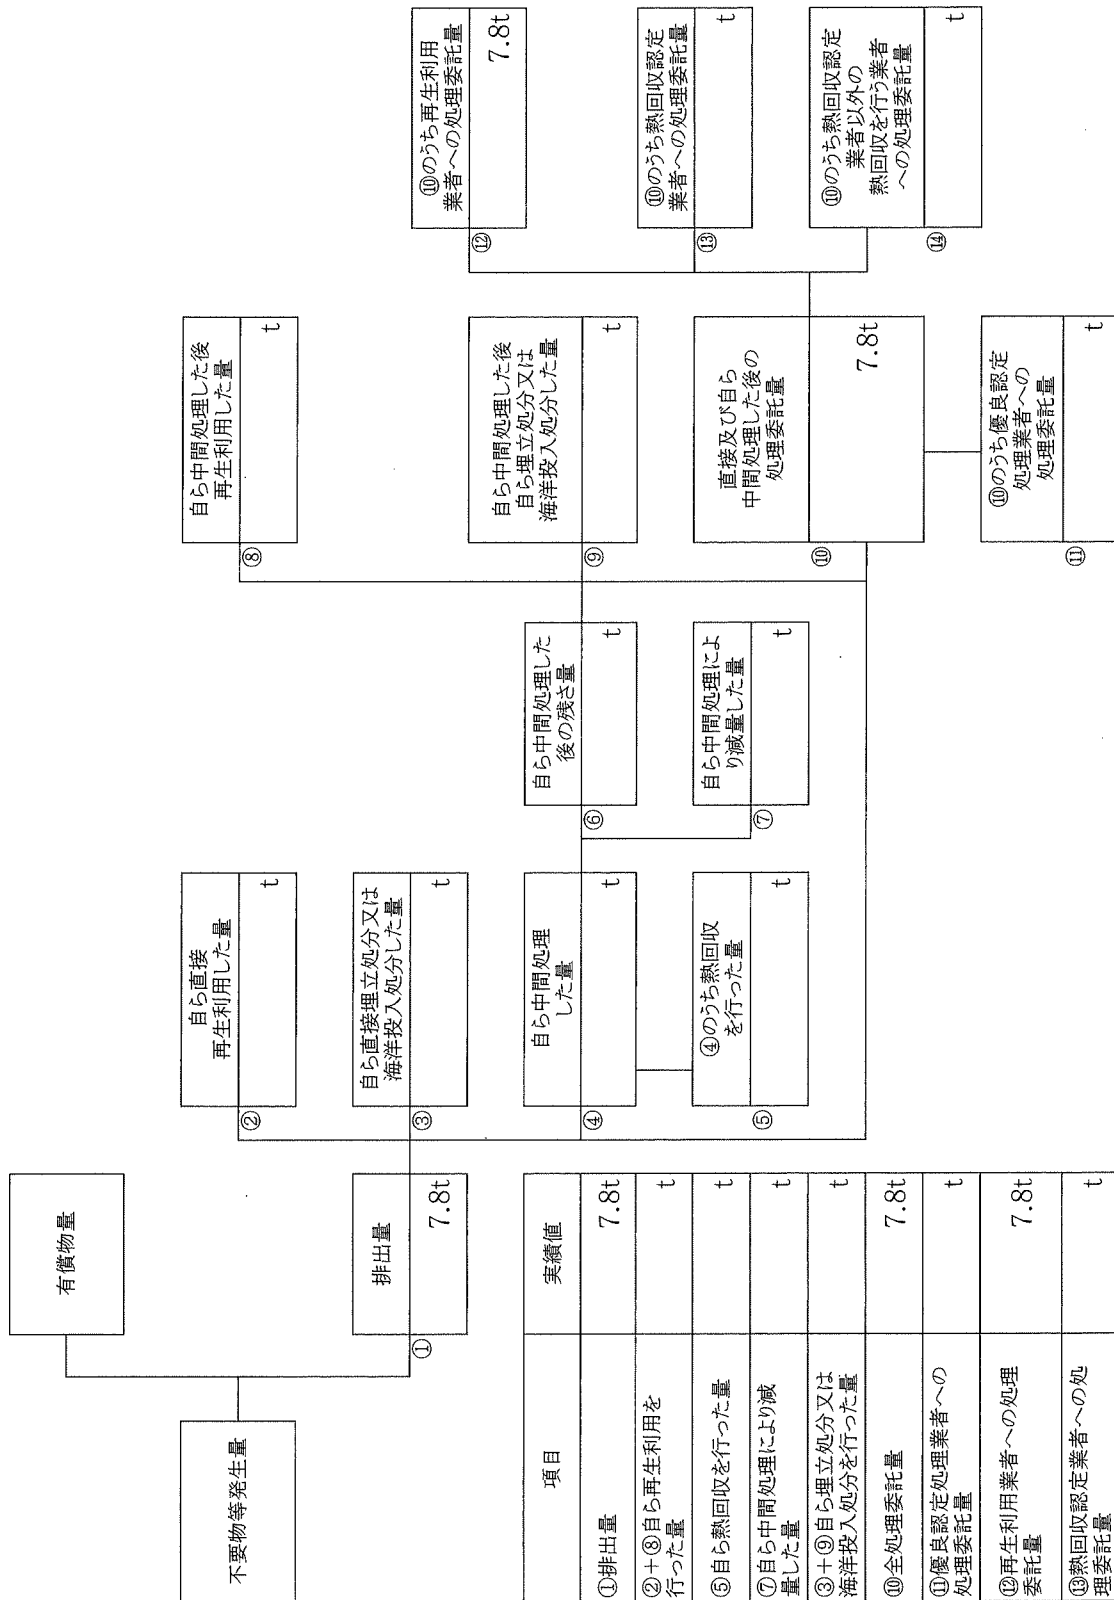 不要物等発生量
有償物量
①
排出量
7.8t
②
自ら直接
再生利用した量
t
③
自ら直接埋立処分又は
海洋投入処分した量
t
④
自ら中間処理
した量
t
⑤
④のうち熱回収
を行った量
t
⑥
自ら中間処理した
後の残さ量
t
⑦
自ら中間処理によ
り減量した量
t
⑧
自ら中間処理した後
再生利用した量
t
⑨
自ら中間処理した後
自ら埋立処分又は
海洋投入処分した量
t
⑩
直接及び自ら
中間処理した後の
処理委託量
7.8t
⑪
⑩のうち優良認定
処理業者への
処理委託量
t
⑫
⑩のうち再生利用
業者への処理委託量
7.8t
⑬
⑩のうち熱回収認定
業者への処理委託量
t
⑭
⑩のうち熱回収認定
業者以外の
熱回収を行う業者
への処理委託量
t
項目 実績値
①排出量 7.8t
②+⑧自ら再生利用を
行った量 t
⑤自ら熱回収を行った量 t
⑦自ら中間処理により減
量した量 t
③+⑨自ら埋立処分又は
海洋投入処分を行った量 t
⑩全処理委託量 7.8t
⑪優良認定処理業者への
処理委託量 t
⑫再生利用業者への処理
委託量 7.8t
⑬熱回収認定業者への処
理委託量 t